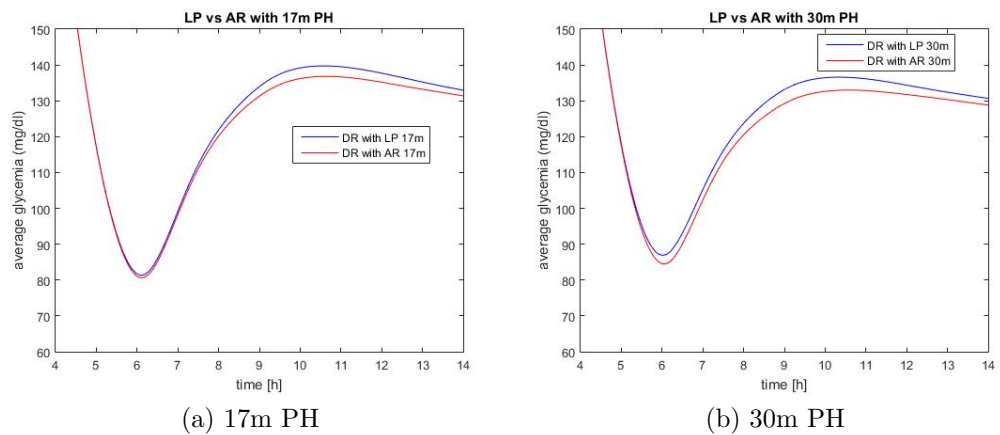 LP vs AR with 17m PH
150
140
130
120
110
100
90
80
70
60
average glycemia (mg/dl)
DR with LP 17m
DR with AR 17m
4 5 6 7 8 9 10 11 12 13 14
time [h]
(a) 17m PH
LP vs AR with 30m PH
150
140
130
120
110
100
90
80
70
60
average glycemia (mg/dl)
DR with LP 30m
DR with AR 30m
4 5 6 7 8 9 10 11 12 13 14
time [h]
(b) 30m PH